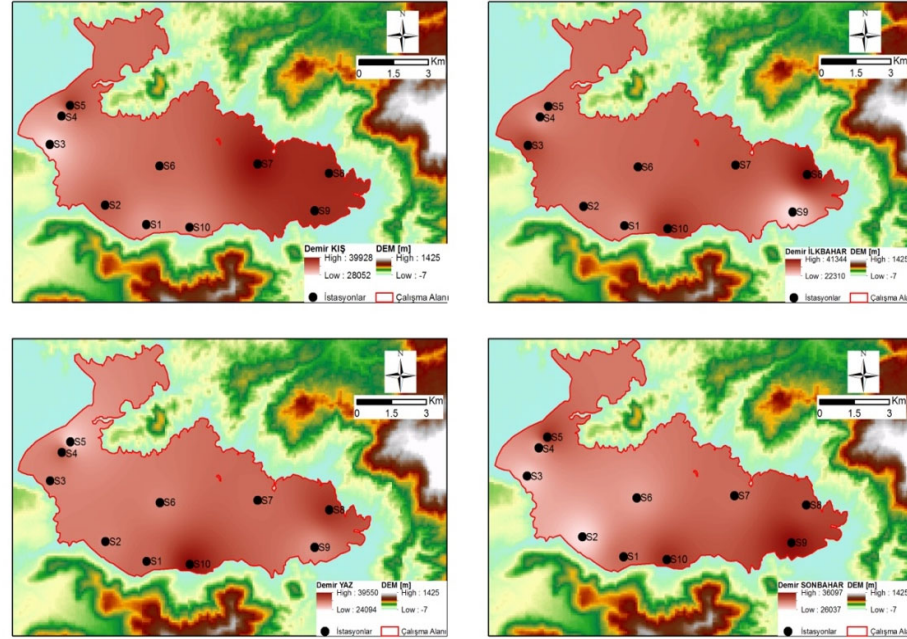 N
Km
0 1.5 3
S5
S4
S3
S6
S7
S8
S2
S9
S1
S10
Demir KIŞ DEM [m]
High : 39928 High : 1425
Low : 28052 Low : -7
İstasyonlar Çalışma Alanı
N
Km
0 1.5 3
S5
S4
S3
S6
S7
S8
S2
S9
S1
S10
Demir İLKBAHAR DEM [m]
High : 41344 High : 1425
Low : 22310 Low : -7
İstasyonlar Çalışma Ala
N
Km
0 1.5 3
S5
S4
S3
S6
S7
S8
S2
S9
S1
S10
Demir YAZ DEM [m]
High : 39550 High : 1425
Low : 24094 Low : -7
İstasyonlar Çalışma Alanı
N
Km
0 1.5 3
S5
S4
S3
S6
S7
S8
S2
S9
S1
S10
Demir SONBAHAR DEM [m]
High : 36097 High : 1425
Low : 26037 Low : -7
İstasyonlar Çalışma Ala